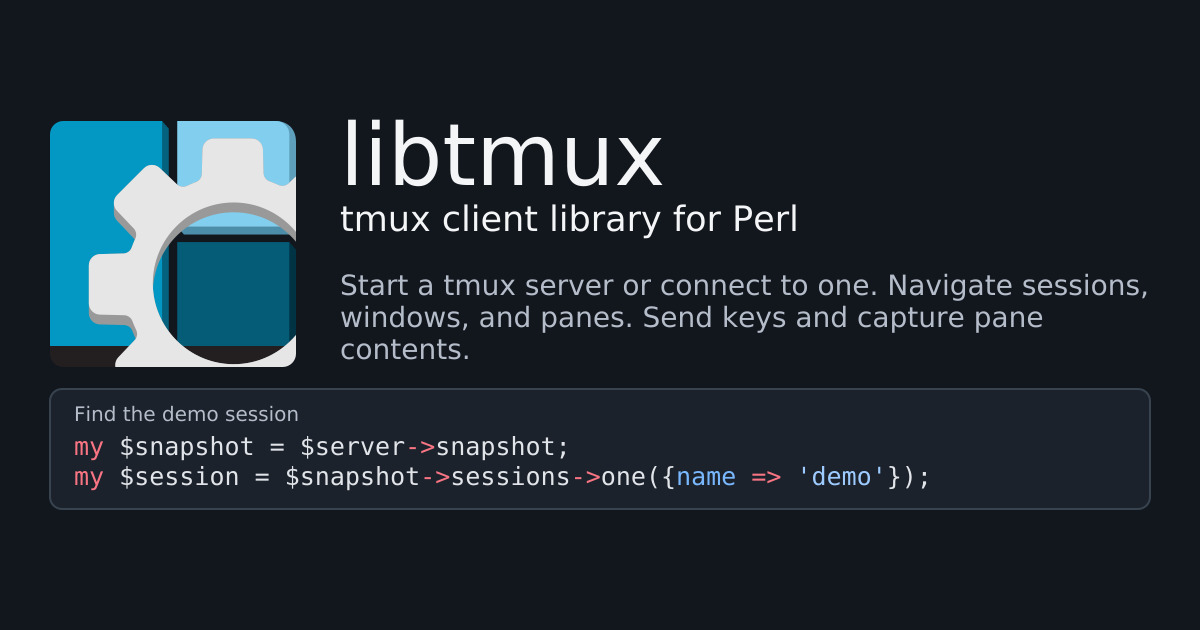 libtmux
tmux client library for Perl
Start a tmux server or connect to one. Navigate sessions,
windows, and panes. Send keys and capture pane
contents.
Find the demo session
my $snapshot = $server->snapshot;
my $session = $snapshot->sessions->one({name => 'demo'});